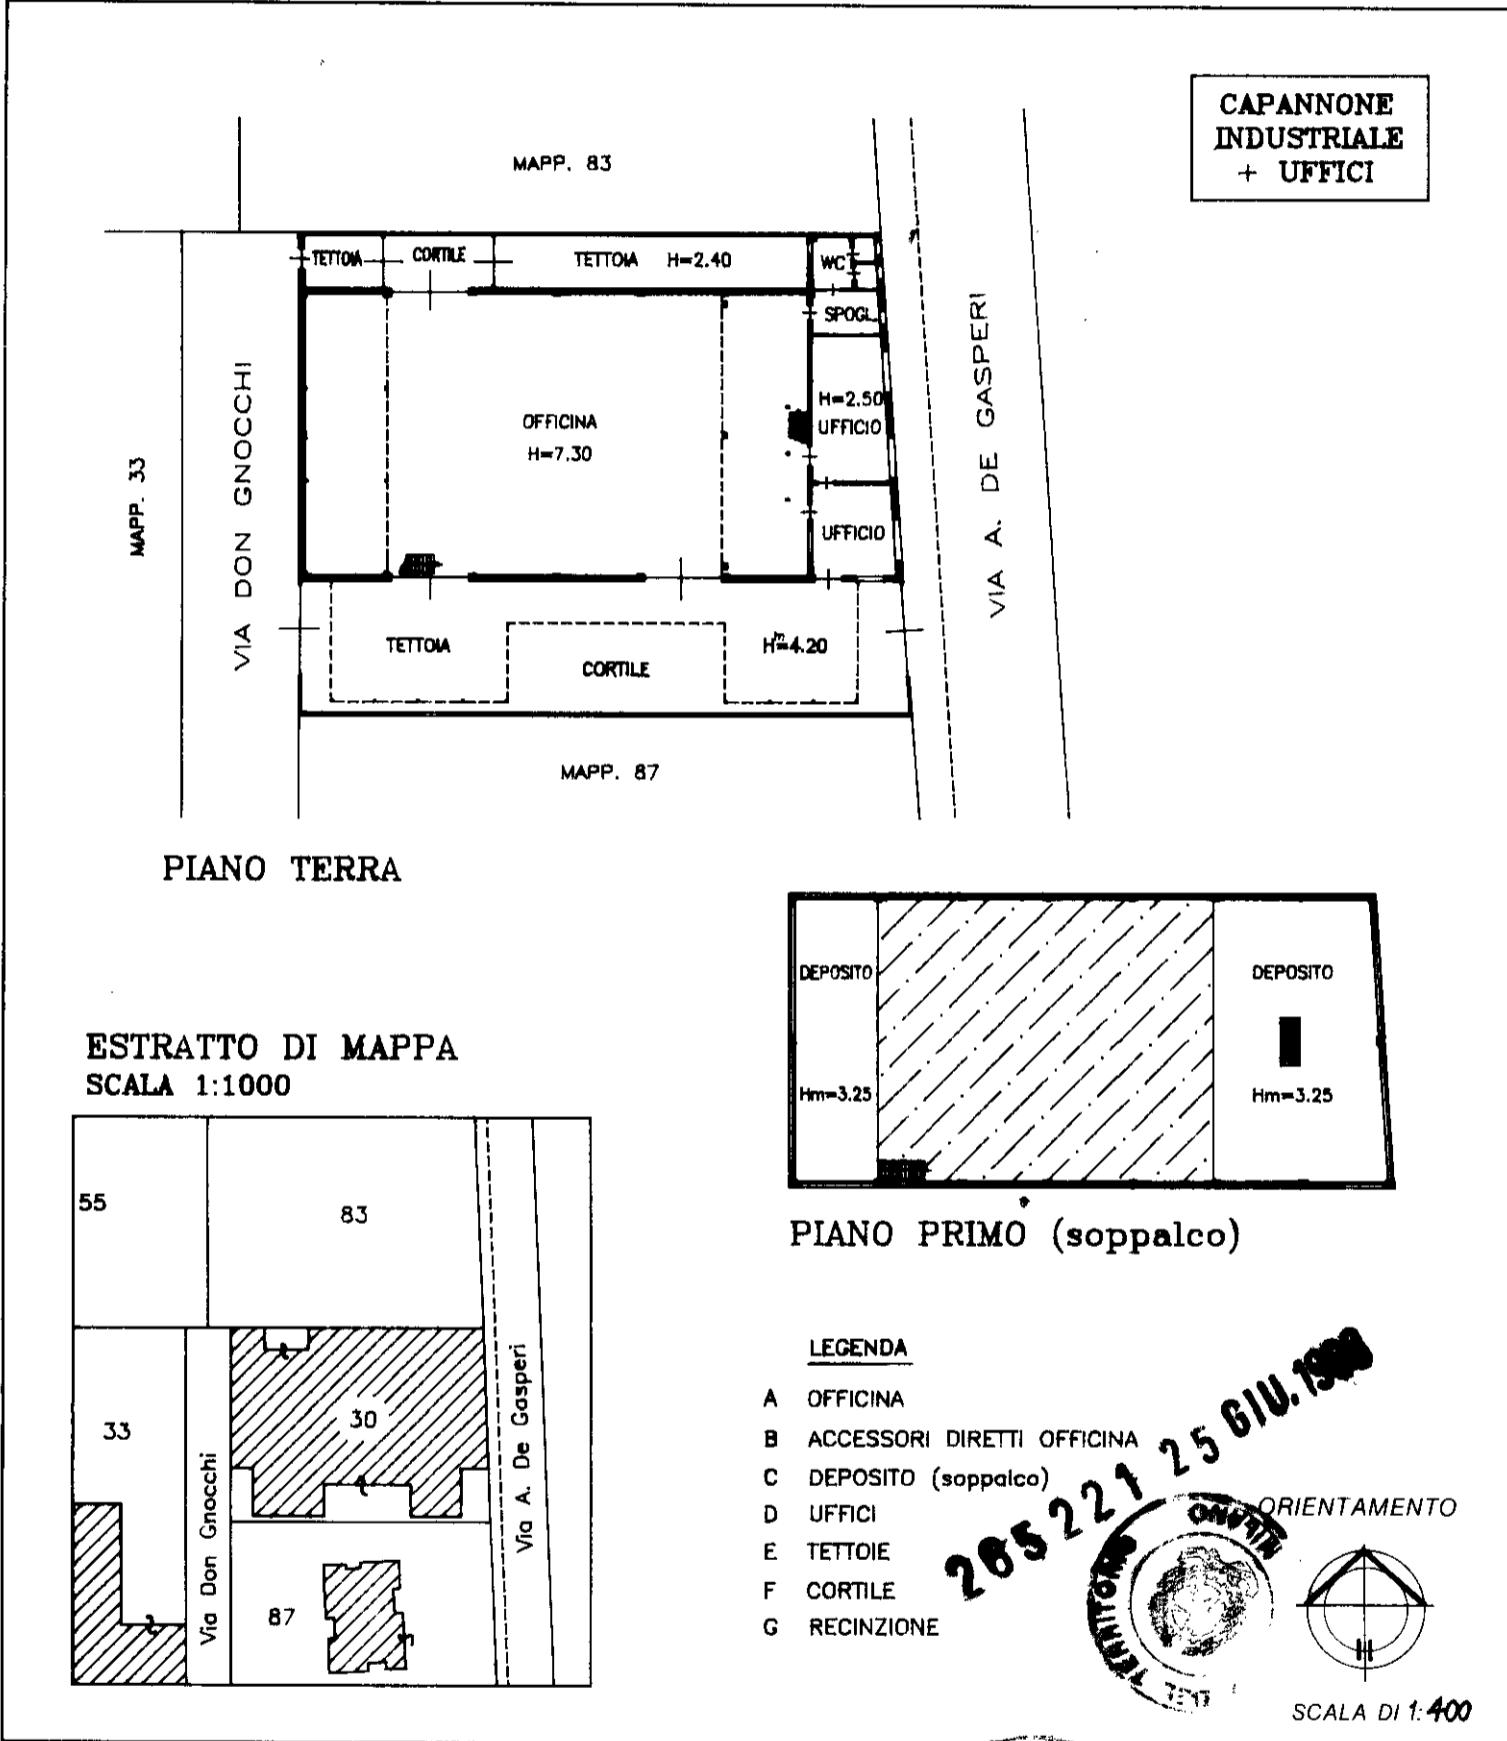 CAPANNONE
INDUSTRIALE
+ UFFICI
MAPP. 83
TETTOIA
CORTILE
TETTOIA H=2.40
WC
SPOGL.
VIA DON GNOCCHI
MAPP. 33
OFFICINA
H=7.30
H=2.50
UFFICIO
UFFICIO
VIA A. DE GASPERI
TETTOIA
CORTILE
Hm=4.20
MAPP. 87
PIANO TERRA
DEPOSITO
Hm=3.25
DEPOSITO
Hm=3.25
PIANO PRIMO (soppalco)
ESTRATTO DI MAPPA
SCALA 1:1000
55
83
33
30
87
Via Don Gnocchi
Via A. De Gasperi
LEGENDA
A OFFICINA
B ACCESSORI DIRETTI OFFICINA
C DEPOSITO (soppalco)
D UFFICI
E TETTOIE
F CORTILE
G RECINZIONE
265221 25 GIU.
ORIENTAMENTO
SCALA DI 1:400